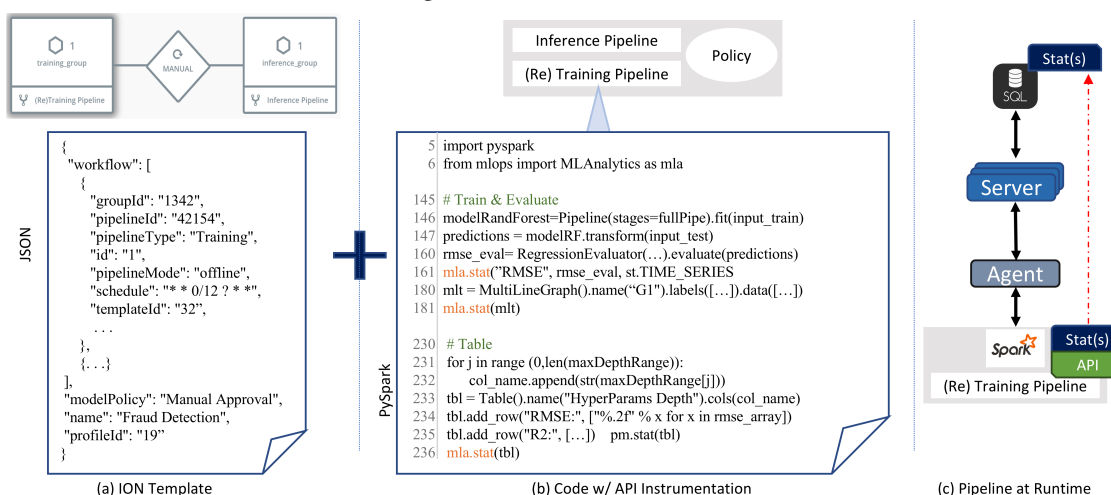 1
training_group
(Re)Training Pipeline
MANUAL
1
inference_group
Inference Pipeline
JSON
{
"workflow": [
{
"groupId": "1342",
"pipelineId": "42154",
"pipelineType": "Training",
"id": "1",
"pipelineMode": "offline",
"schedule": "* * 0/12 ? * *",
"templateId": "32”,
. . .
},
{. . .}
],
"modelPolicy": "Manual Approval",
"name": "Fraud Detection",
"profileId": "19”
}
(a) ION Template
Inference Pipeline
(Re) Training Pipeline
Policy
PySpark
5 import pyspark
6 from mlops import MLAnalytics as mla
145 # Train & Evaluate
146 modelRandForest=Pipeline(stages=fullPipe).fit(input_train)
147 predictions = modelRF.transform(input_test)
160 rmse_eval= RegressionEvaluator(…).evaluate(predictions)
161 mla.stat(”RMSE", rmse_eval, st.TIME_SERIES
180 mlt = MultiLineGraph().name(“G1").labels([…]).data([…])
181 mla.stat(mlt)
230 # Table
231 for j in range (0,len(maxDepthRange)):
232 col_name.append(str(maxDepthRange[j]))
233 tbl = Table().name("HyperParams Depth").cols(col_name)
234 tbl.add_row("RMSE:", ["%.2f" % x for x in rmse_array])
235 tbl.add_row("R2:", […]) pm.stat(tbl)
236 mla.stat(tbl)
(b) Code w/ API Instrumentation
Stat(s)
SQL
Server
Agent
Spark
Stat(s)
API
(Re) Training Pipeline
(c) Pipeline at Runtime